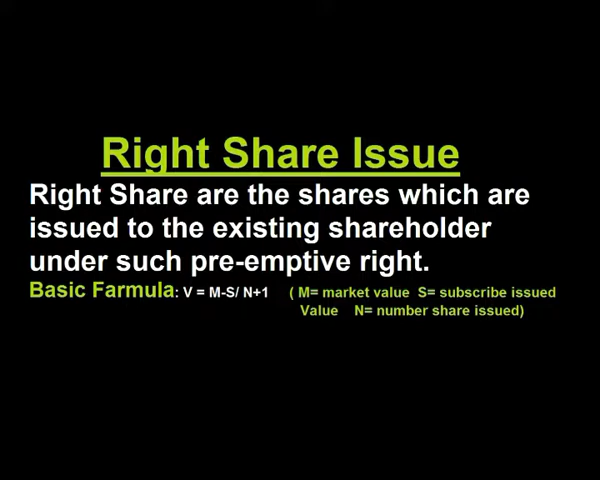 Right Share Issue
Right Share are the shares which are
issued to the existing shareholder
under such pre-emptive right.
Basic Farmula: V = M-S/ N+1 ( M= market value S= subscribe issued
Value N= number share issued)